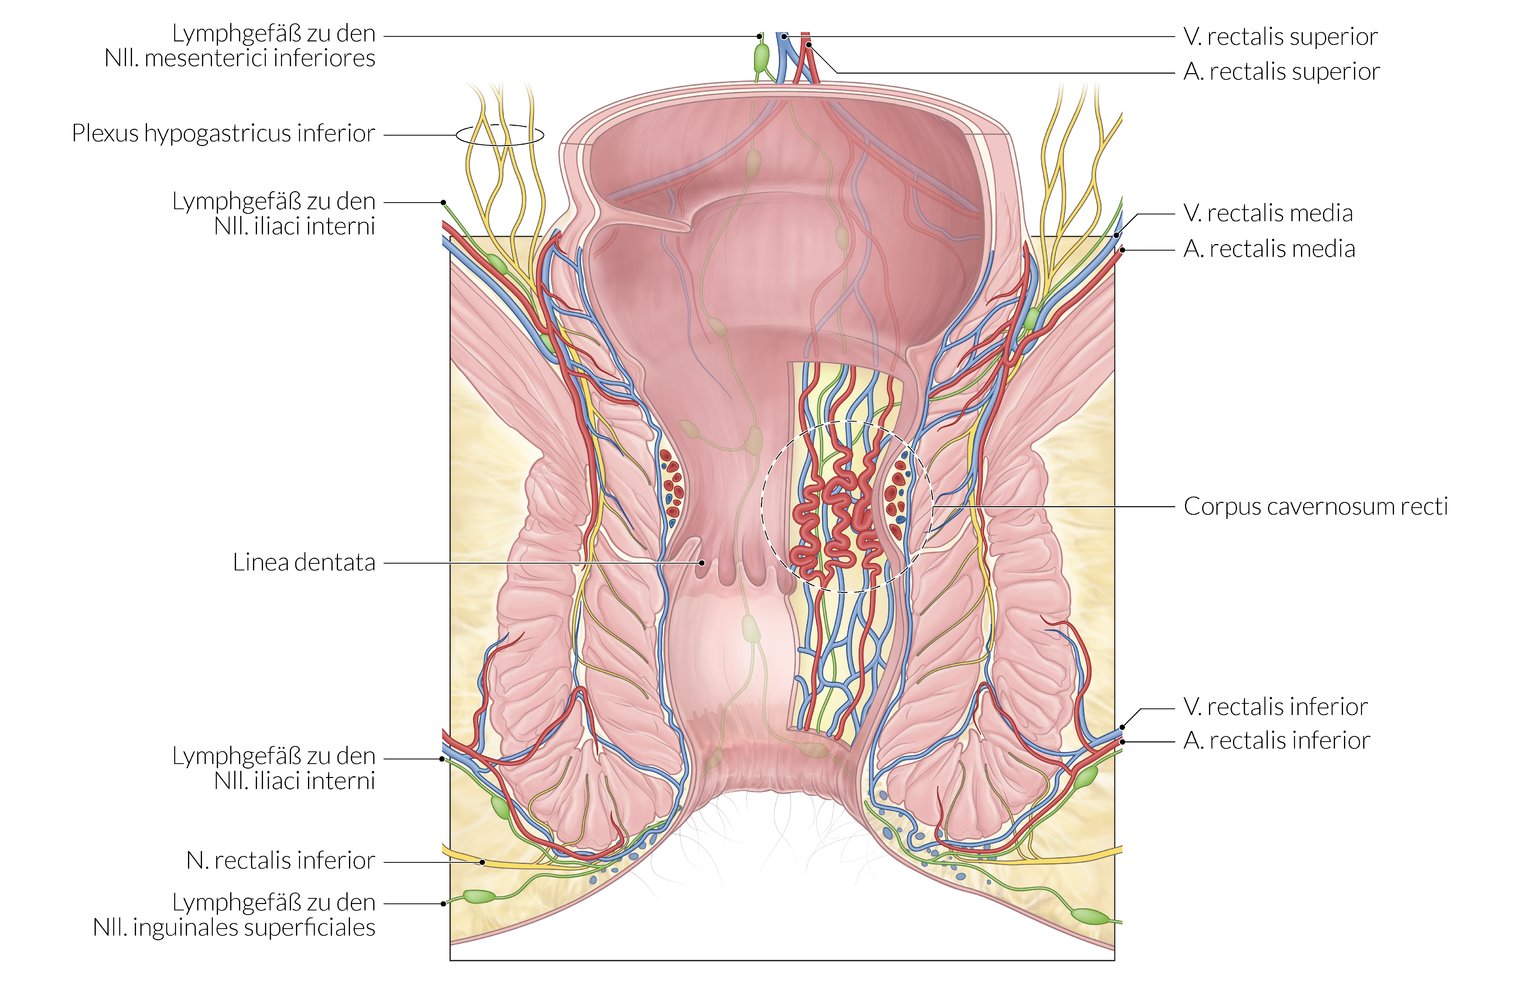 Lymphgefäß zu den
Nll. mesenterici inferiores
Plexus hypogastricus inferior
Lymphgefäß zu den
Nll. iliaci interni
Linea dentata
Lymphgefäß zu den
Nll. iliaci interni
N. rectalis inferior
Lymphgefäß zu den
Nll. inguinales superficiales
V. rectalis superior
A. rectalis superior
V. rectalis media
A. rectalis media
Corpus cavernosum recti
V. rectalis inferior
A. rectalis inferior